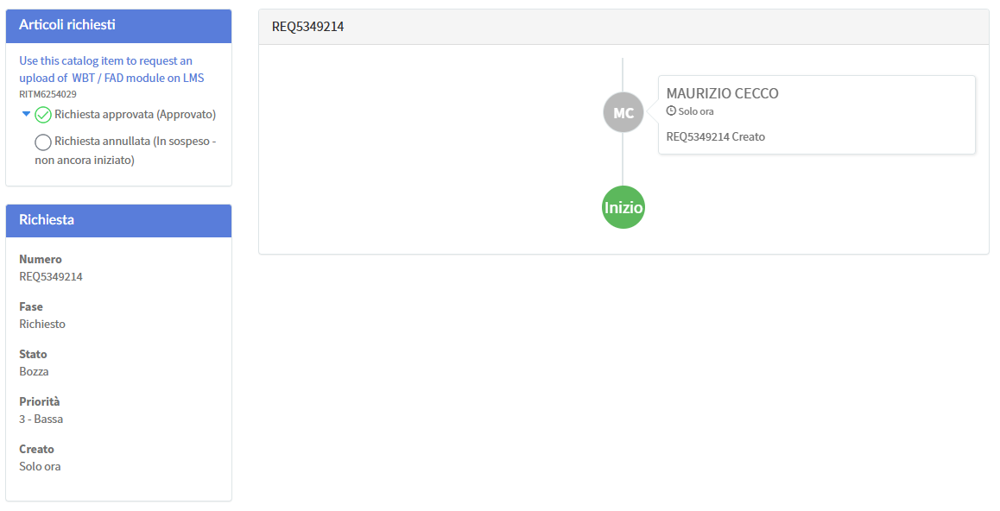 Articoli richiesti
Use this catalog item to request an
upload of  WBT / FAD module on LMS
RITM6254029
Richiesta approvata (Approvato)
Richiesta annullata (In sospeso -
non ancora iniziato)
Richiesta
Numero
REQ5349214
Fase
Richiesto
Stato
Bozza
Priorità
3 - Bassa
Creato
Solo ora
REQ5349214
MC
MAURIZIO CECCO
Solo ora
REQ5349214 Creato
Inizio